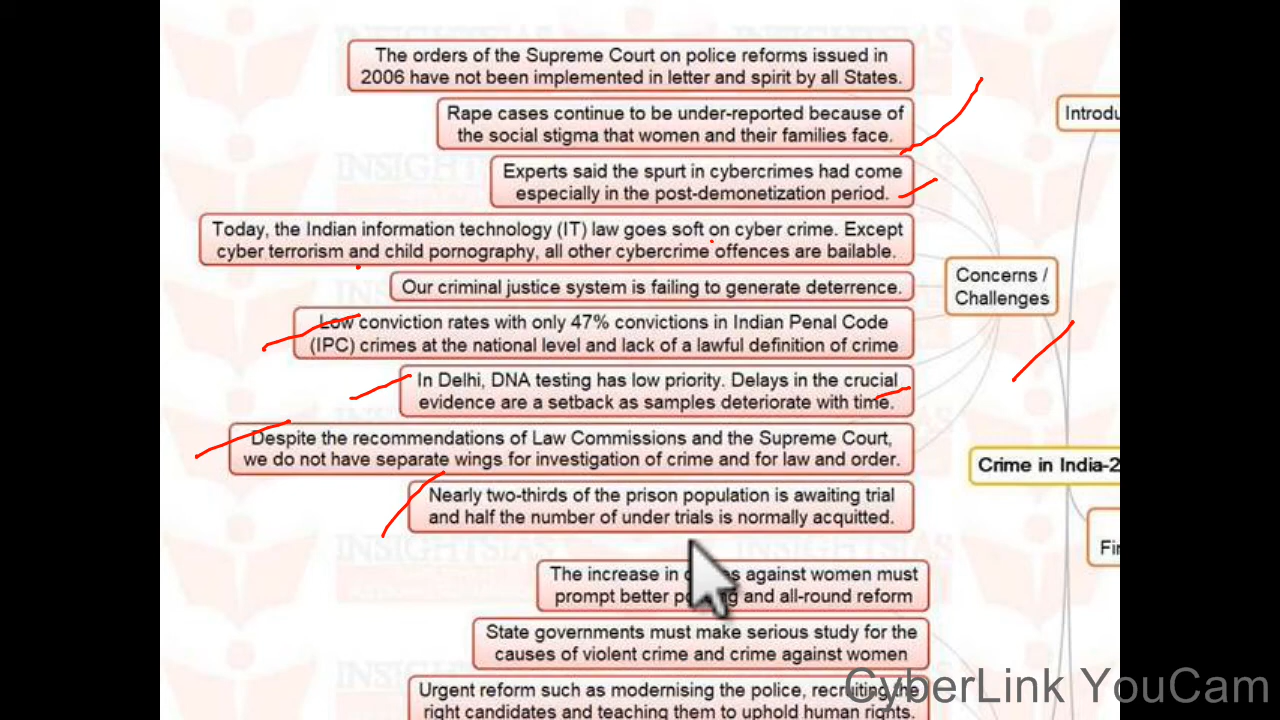 The orders of the Supreme Court on police reforms issued in
2006 have not been implemented in letter and spirit by all States.
Rape cases continue to be under-reported because of
the social stigma that women and their families face.
Experts said the spurt in cybercrimes had come
especially in the post-demonetization period.
Today, the Indian information technology (IT) law goes soft on cyber crime. Except
cyber terrorism and child pornography, all other cybercrime offences are bailable.
Our criminal justice system is failing to generate deterrence.
Low conviction rates with only 47% convictions in Indian Penal Code
(IPC) crimes at the national level and lack of a lawful definition of crime
In Delhi, DNA testing has low priority. Delays in the crucial
evidence are a setback as samples deteriorate with time.
Despite the recommendations of Law Commissions and the Supreme Court,
we do not have separate wings for investigation of crime and for law and order.
Nearly two-thirds of the prison population is awaiting trial
and half the number of under trials is normally acquitted.
Introdu
Concerns /
Challenges
Crime in India-2
Fin
The increase in against women must
prompt better and all-round reform
State governments must make serious study for the
causes of violent crime and crime against women
Urgent reform such as modernising the police, recruiting the
right candidates and teaching them to uphold human rights.
CyberLink YouCam
INSIGHTSIAS